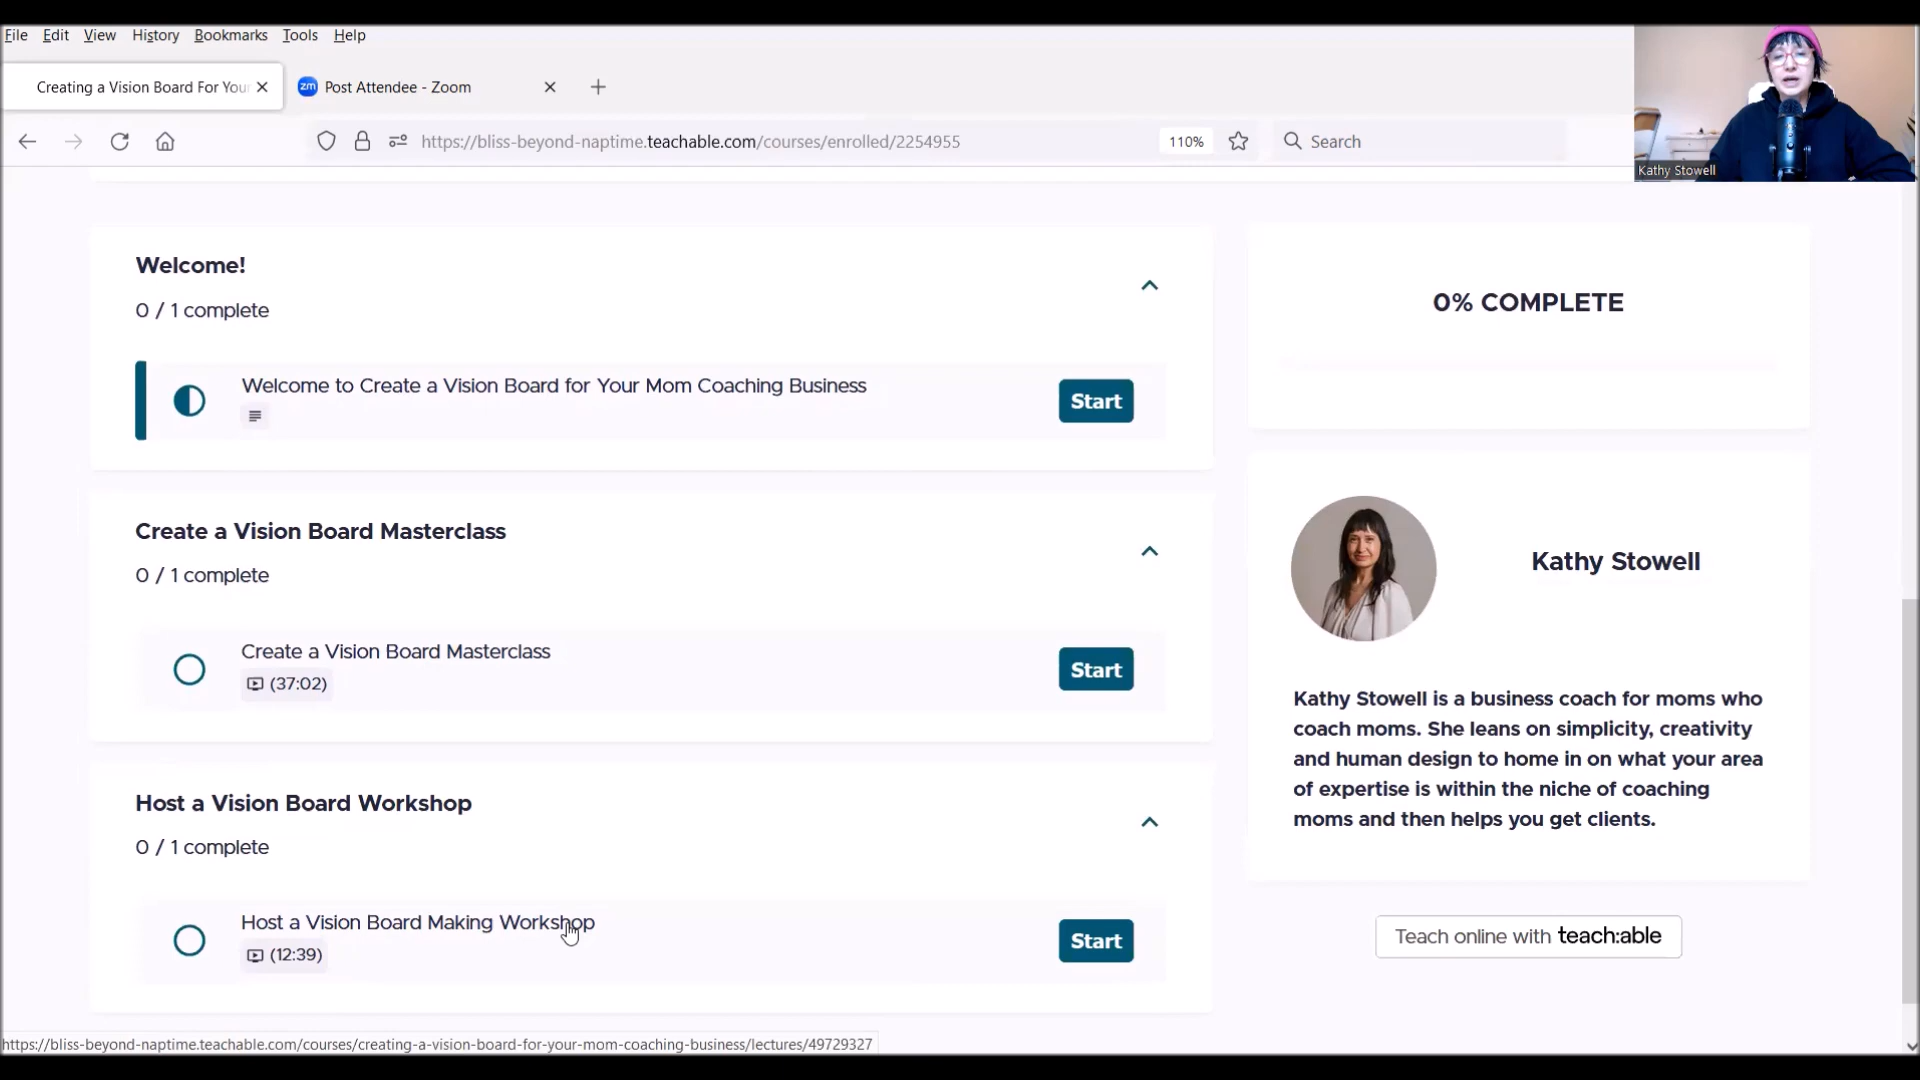 File Edit View History Bookmarks Tools Help
Creating a Vision Board For You
zm Post Attendee - Zoom
https://bliss-beyond-naptime.teachable.com/courses/enrolled/2254955
110%
Search
Kathy Stowell
Welcome!
0 / 1 complete
Welcome to Create a Vision Board for Your Mom Coaching Business
Start
Create a Vision Board Masterclass
0 / 1 complete
Create a Vision Board Masterclass
(37:02)
Start
Host a Vision Board Workshop
0 / 1 complete
Host a Vision Board Making Workshop
(12:39)
Start
0% COMPLETE
Kathy Stowell
Kathy Stowell is a business coach for moms who
coach moms. She leans on simplicity, creativity
and human design to home in on what your area
of expertise is within the niche of coaching
moms and then helps you get clients.
Teach online with teach:able
https://bliss-beyond-naptime.teachable.com/courses/creating-a-vision-board-for-your-mom-coaching-business/lectures/49729327